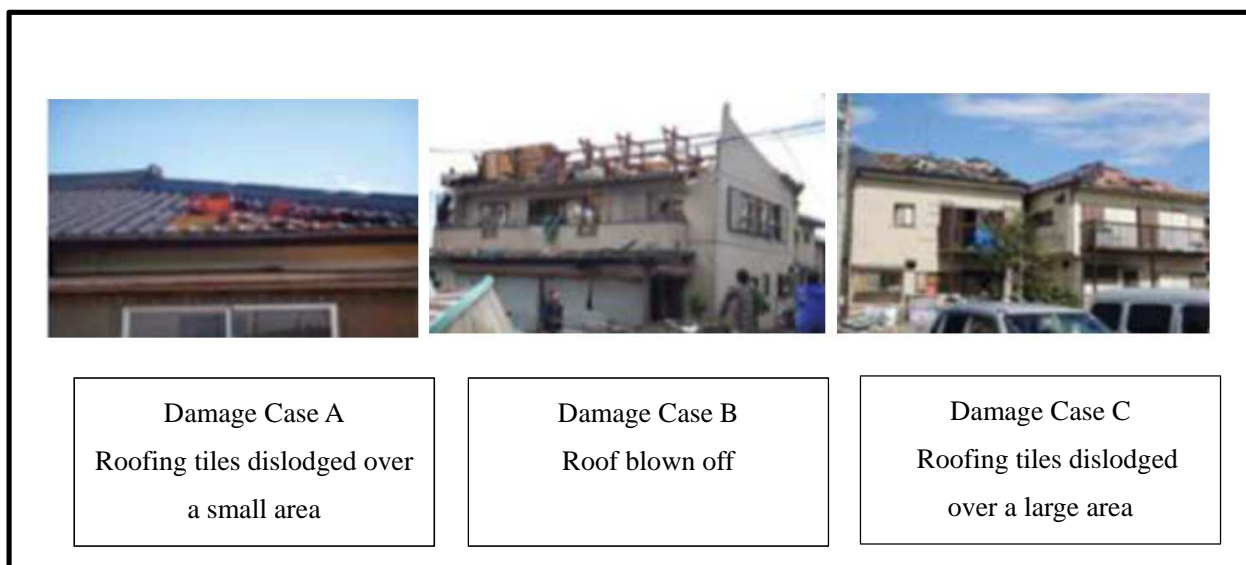 Damage Case A
Roofing tiles dislodged over
a small area
Damage Case B
Roof blown off
Damage Case C
Roofing tiles dislodged
over a large area